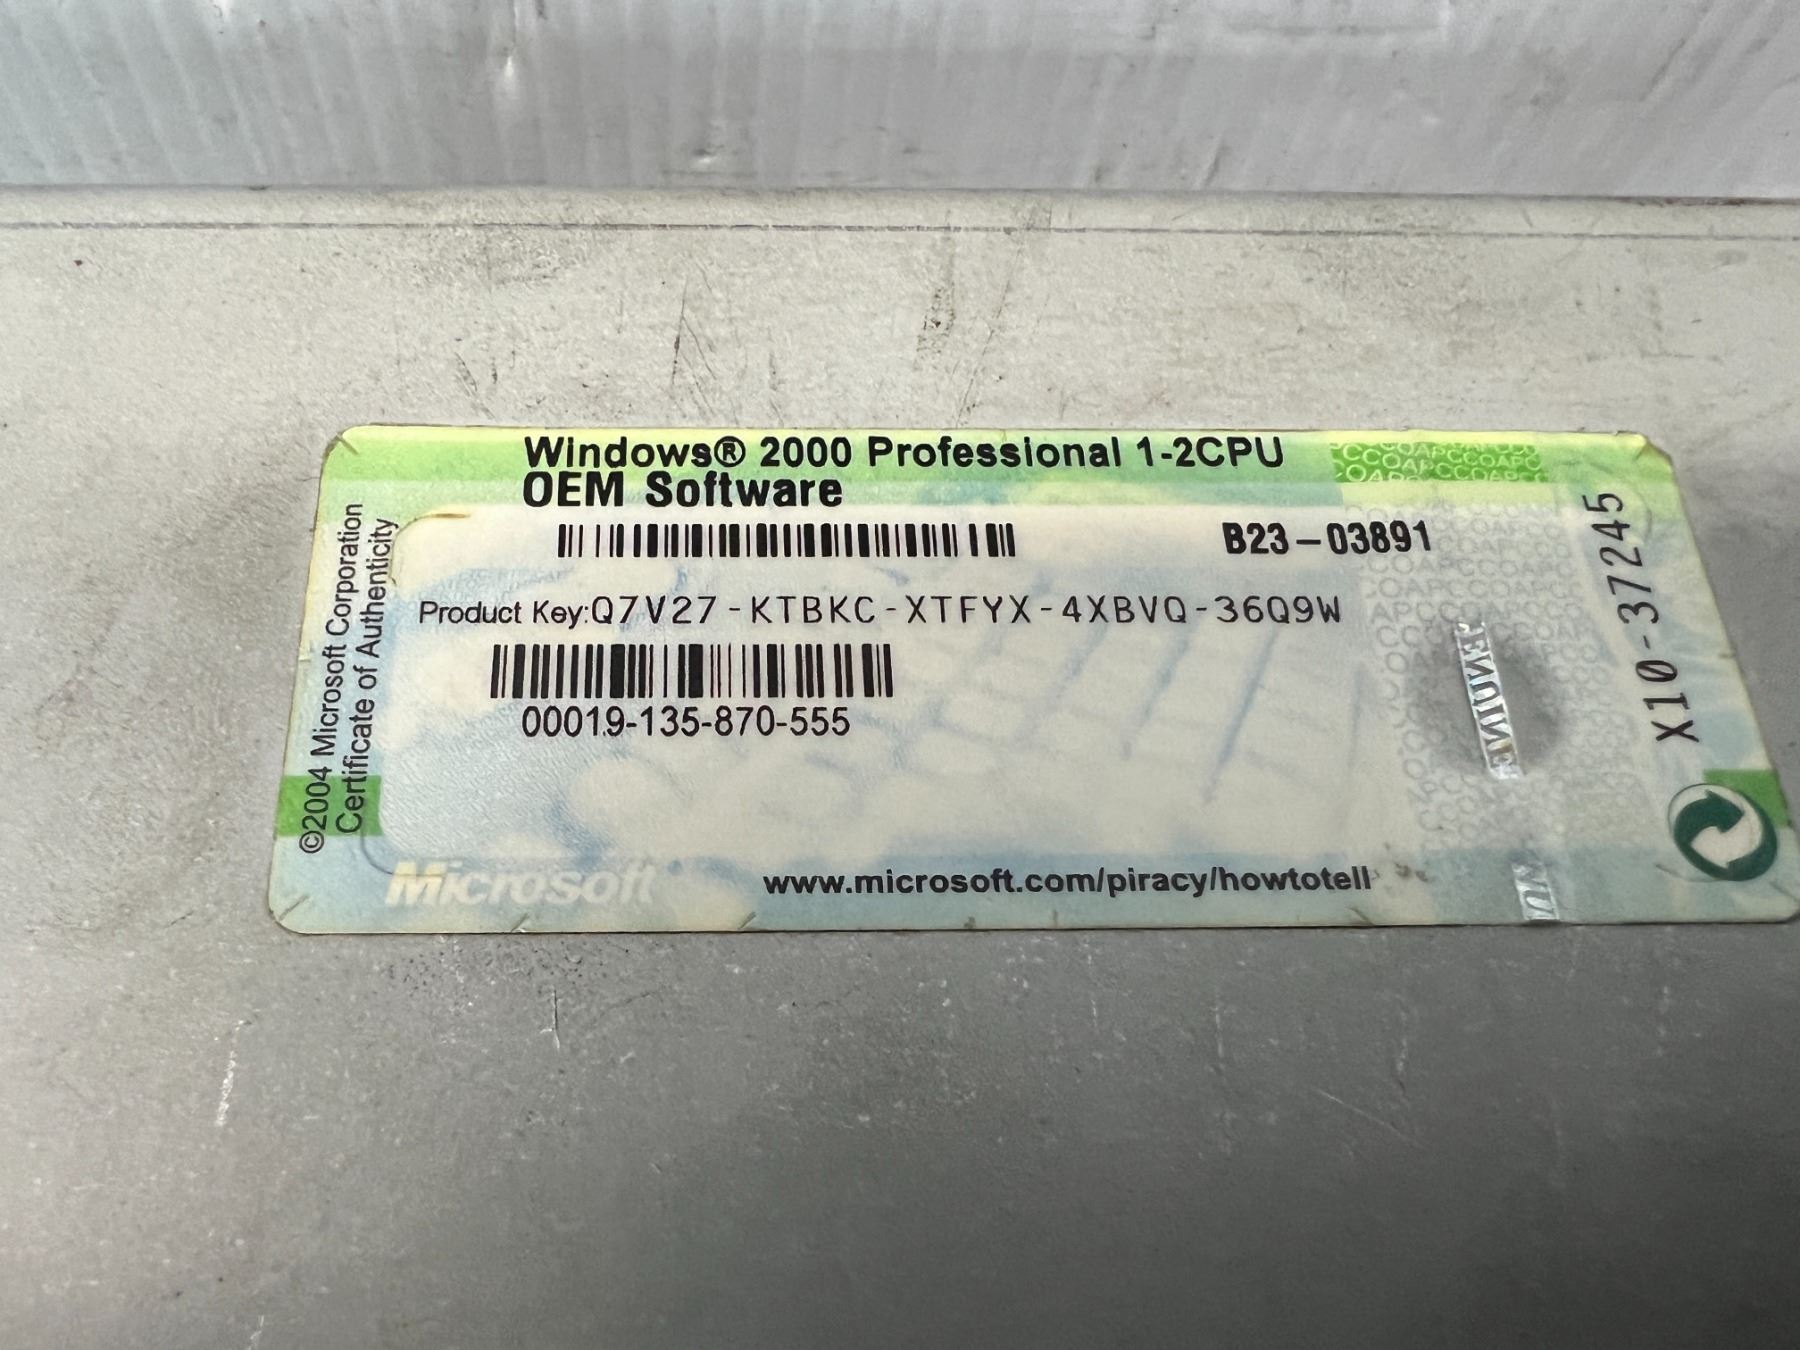 Windows® 2000 Professional 1-2CPU
OEM Software
B23-03891
Product Key:Q7V27-KTBKC-XTFYX-4XBVQ-36Q9W
00019-135-870-555
©2004 Microsoft Corporation
Certificate of Authenticity
X10-37245
GENUINE
Microsoft
www.microsoft.com/piracy/howtotell